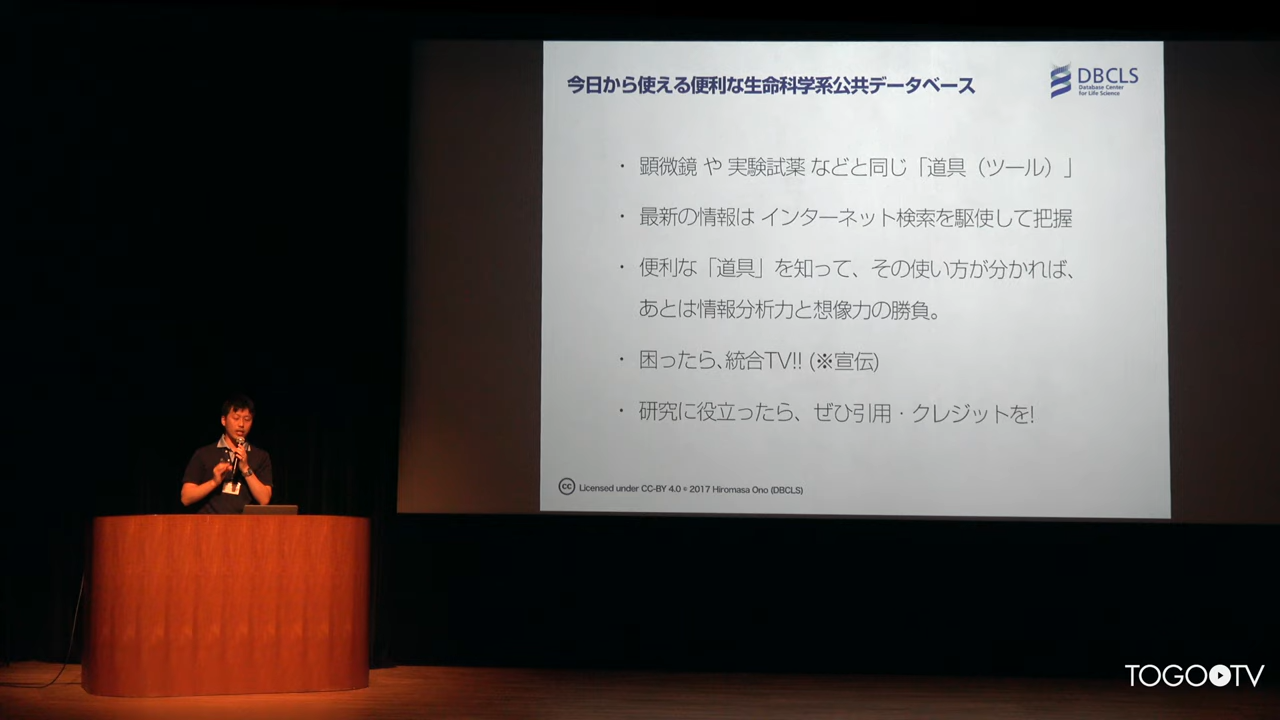 今日から使える便利な生命科学系公共データベース
DBCLS
Database Center
for Life Science
・ 顕微鏡 や 実験試薬 などと同じ「道具（ツール）」
・ 最新の情報は インターネット検索を駆使して把握
・ 便利な「道具」を知って、その使い方が分かれば、
あとは情報分析力と想像力の勝負。
・ 困ったら､統合TV!! (※宣伝)
・ 研究に役立ったら、ぜひ引用・クレジットを!
cc Licensed under CC-BY 4.0 © 2017 Hiromasa Ono (DBCLS)
TOGO TV